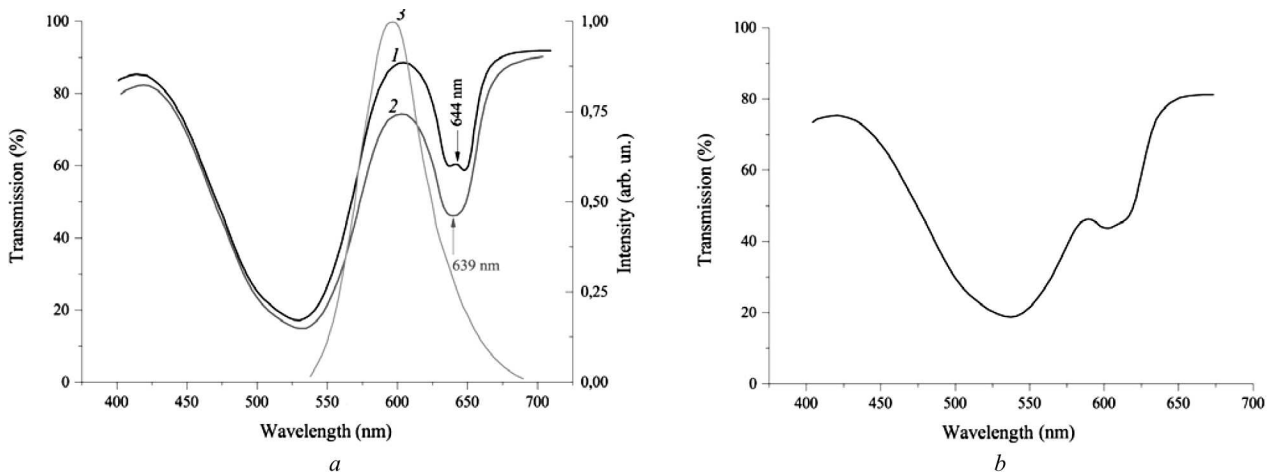 100
80
60
40
20
0
Transmission (%)
400 450 500 550 600 650 700
Wavelength (nm)
1,00
0,75
0,50
0,25
0,00
Intensity (arb. un.)
3
1
2
644 nm
639 nm
a
100
80
60
40
20
0
Transmission (%)
400 450 500 550 600 650 700
Wavelength (nm)
b